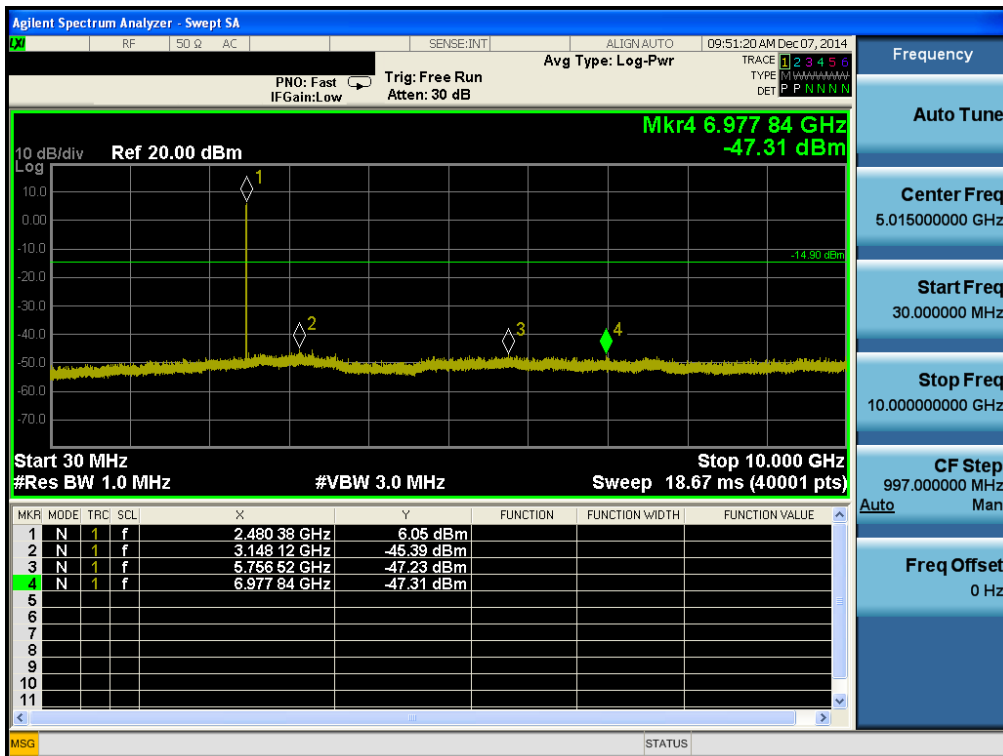 Agilent Spectrum Analyzer - Swept SA
LXI RF 50 Ω AC SENSE:INT ALIGN AUTO 09:51:20 AM Dec 07, 2014
Frequency
Avg Type: Log-Pwr
TRACE 1 2 3 4 5 6
PNO: Fast Trig: Free Run
TYPE M W W W W W
IFGain:Low Atten: 30 dB
DET P P N N N N
Auto Tune
Mkr4 6.977 84 GHz
-47.31 dBm
10 dB/div Ref 20.00 dBm
Log
10.0
0.00
-10.0
-20.0
-30.0
-40.0
-50.0
-60.0
-70.0
1
-14.90 dBm
2
3
4
Start 30 MHz Stop 10.000 GHz
#Res BW 1.0 MHz #VBW 3.0 MHz Sweep 18.67 ms (40001 pts)
Center Freq
5.015000000 GHz
Start Freq
30.000000 MHz
Stop Freq
10.000000000 GHz
CF Step
997.000000 MHz
Auto Man
Freq Offset
0 Hz
MKR MODE TRC SCL X Y FUNCTION FUNCTION WIDTH FUNCTION VALUE
1 N 1 f 2.480 38 GHz 6.05 dBm
2 N 1 f 3.148 12 GHz -45.39 dBm
3 N 1 f 5.756 52 GHz -47.23 dBm
4 N 1 f 6.977 84 GHz -47.31 dBm
5
6
7
8
9
10
11
MSG STATUS